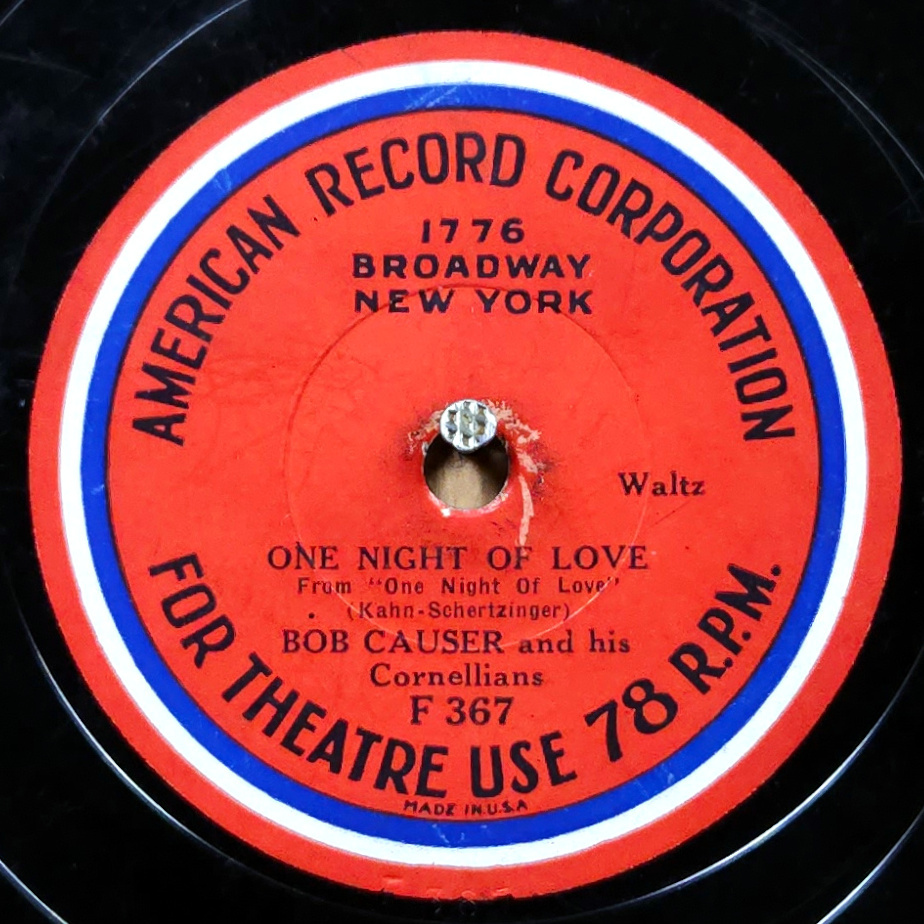 AMERICAN RECORD CORPORATION
1776
BROADWAY
NEW YORK
Waltz
ONE NIGHT OF LOVE
From "One Night Of Love"
(Kahn-Schertzinger)
BOB CAUSER and his
Cornellians
F 367
FOR THEATRE USE 78 R.P.M.
MADE IN U.S.A